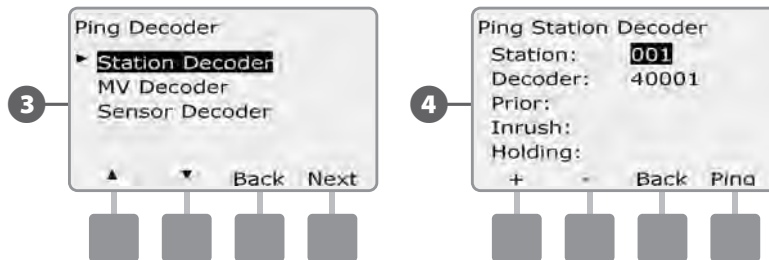 3
Ping Decoder
Station Decoder
MV Decoder
Sensor Decoder
Back Next
4
Ping Station Decoder
Station: 001
Decoder: 40001
Prior:
Inrush:
Holding:
+ - Back Ping